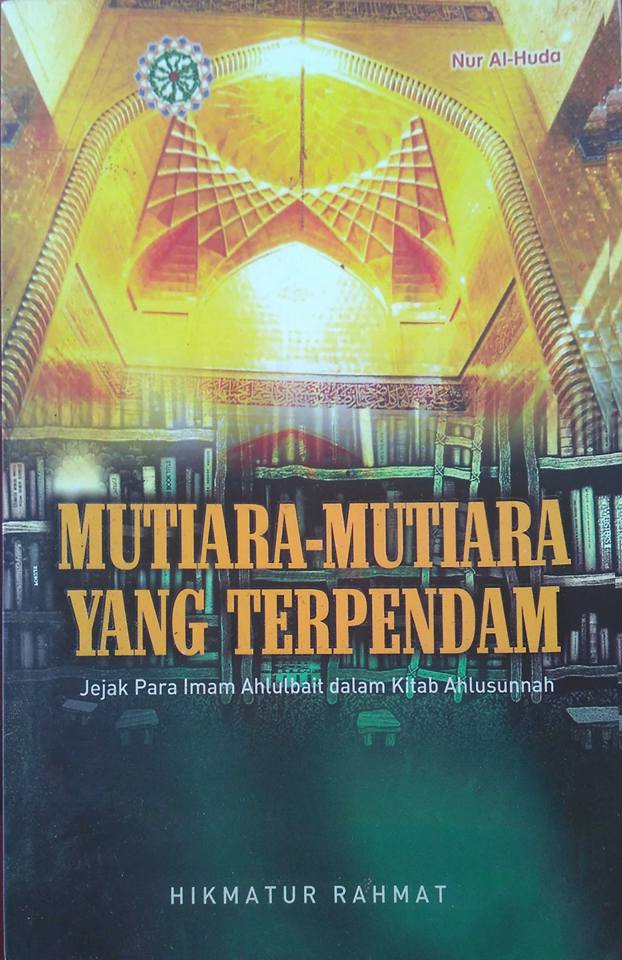 Nur Al-Huda
MUTIARA-MUTIARA
YANG TERPENDAM
Jejak Para Imam Ahlulbait dalam Kitab Ahlusunnah
HIKMATUR RAHMAT